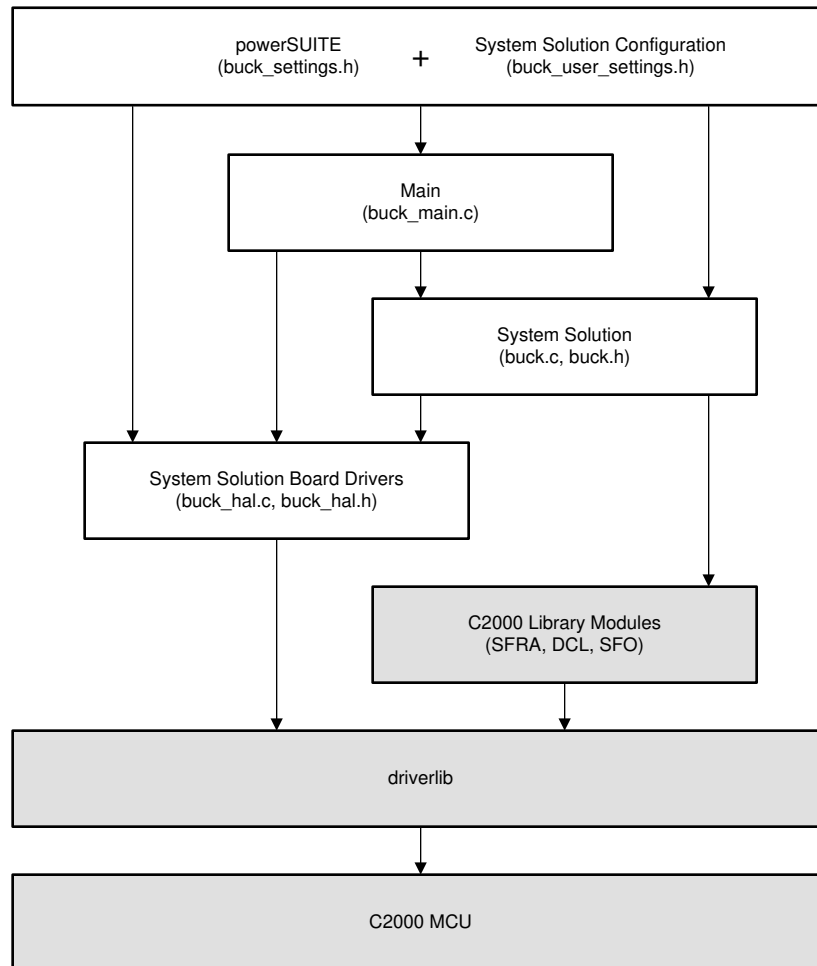 powerSUITE + System Solution Configuration
(buck_settings.h) (buck_user_settings.h)
Main
(buck_main.c)
System Solution
(buck.c, buck.h)
System Solution Board Drivers
(buck_hal.c, buck_hal.h)
C2000 Library Modules
(SFRA, DCL, SFO)
driverlib
C2000 MCU